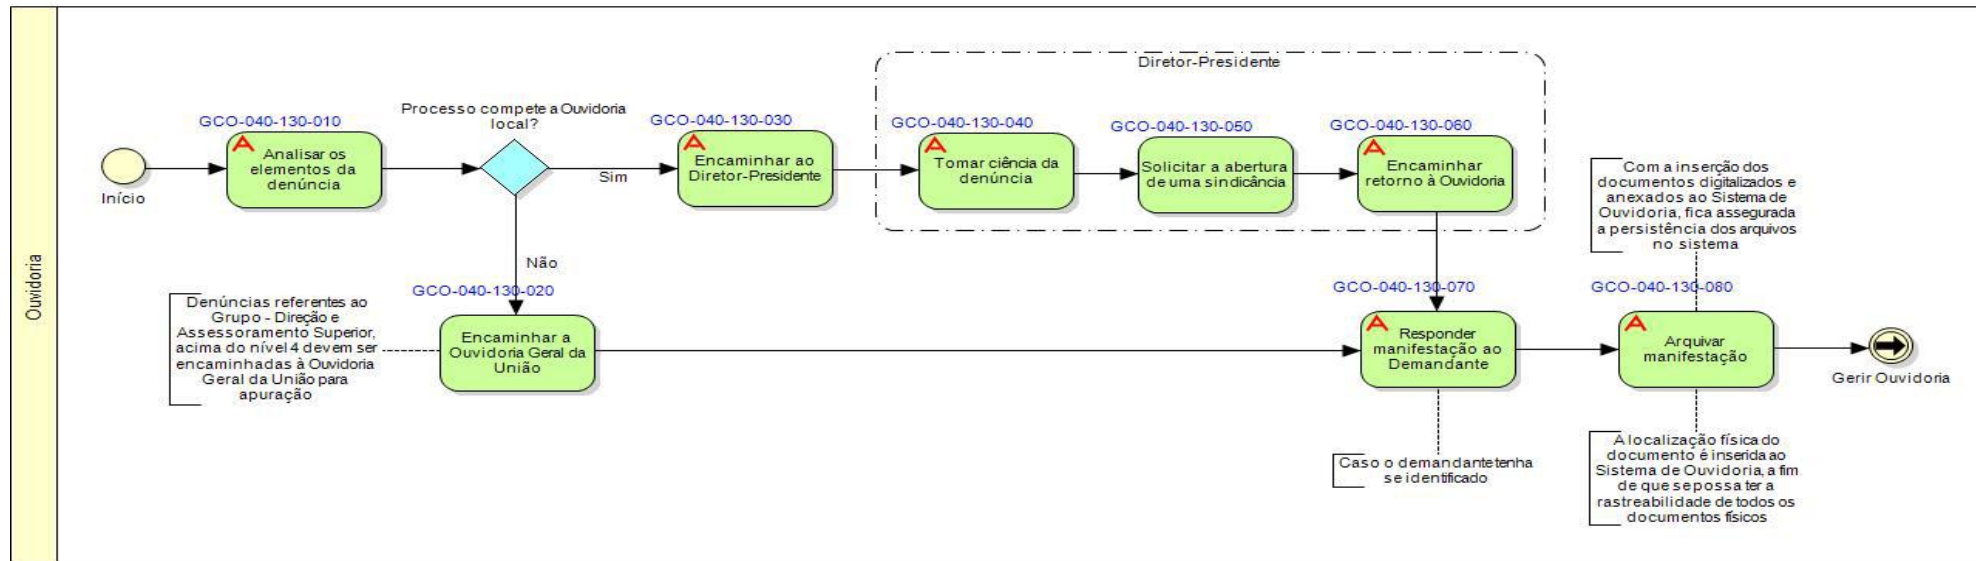 Ouvidoria
Início
GCO-040-130-010
Analisar os
elementos da
denúncia
Processo compete a Ouvidoria
local?
Sim
Não
GCO-040-130-030
Encaminhar ao
Diretor-Presidente
Diretor-Presidente
GCO-040-130-040
Tomar ciência da
denúncia
GCO-040-130-050
Solicitar a abertura
de uma sindicância
GCO-040-130-060
Encaminhar
retorno à Ouvidoria
Com a inserção dos
documentos digitalizados e
anexados ao Sistema de
Ouvidoria, fica assegurada
a persistência dos arquivos
no sistema
Denúncias referentes ao
Grupo - Direção e
Assessoramento Superior,
acima do nível 4 devem ser
encaminhadas à Ouvidoria
Geral da União para
apuração
GCO-040-130-020
Encaminhar a
Ouvidoria Geral da
União
GCO-040-130-070
Responder
manifestação ao
Demandante
GCO-040-130-080
Arquivar
manifestação
Gerir Ouvidoria
Caso o demandante tenha
se identificado
A localização física do
documento é inserida ao
Sistema de Ouvidoria, a fim
de que se possa ter a
rastreabilidade de todos os
documentos físicos